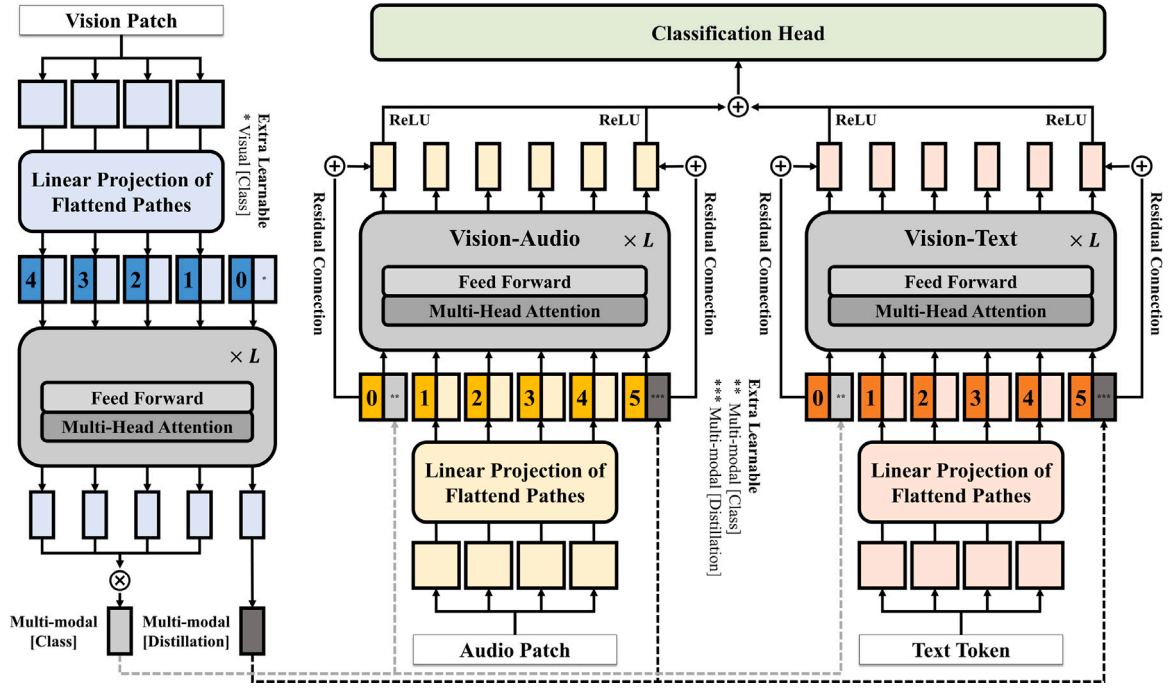 Vision Patch
Extra Learnable
* Visual [Class]
Linear Projection of
Flattend Pathes
4 3 2 1 0 *
× L
Feed Forward
Multi-Head Attention
Multi-modal
[Class]
Multi-modal
[Distillation]
Classification Head
ReLU
ReLU
Residual Connection
Vision-Audio
× L
Feed Forward
Multi-Head Attention
Residual Connection
0 ** 1 2 3 4 5 ***
Extra Learnable
** Multi-modal [Class]
*** Multi-modal [Distillation]
Linear Projection of
Flattend Pathes
Audio Patch
ReLU
ReLU
Residual Connection
Vision-Text
× L
Feed Forward
Multi-Head Attention
Residual Connection
0 ** 1 2 3 4 5 ***
Linear Projection of
Flattend Pathes
Text Token